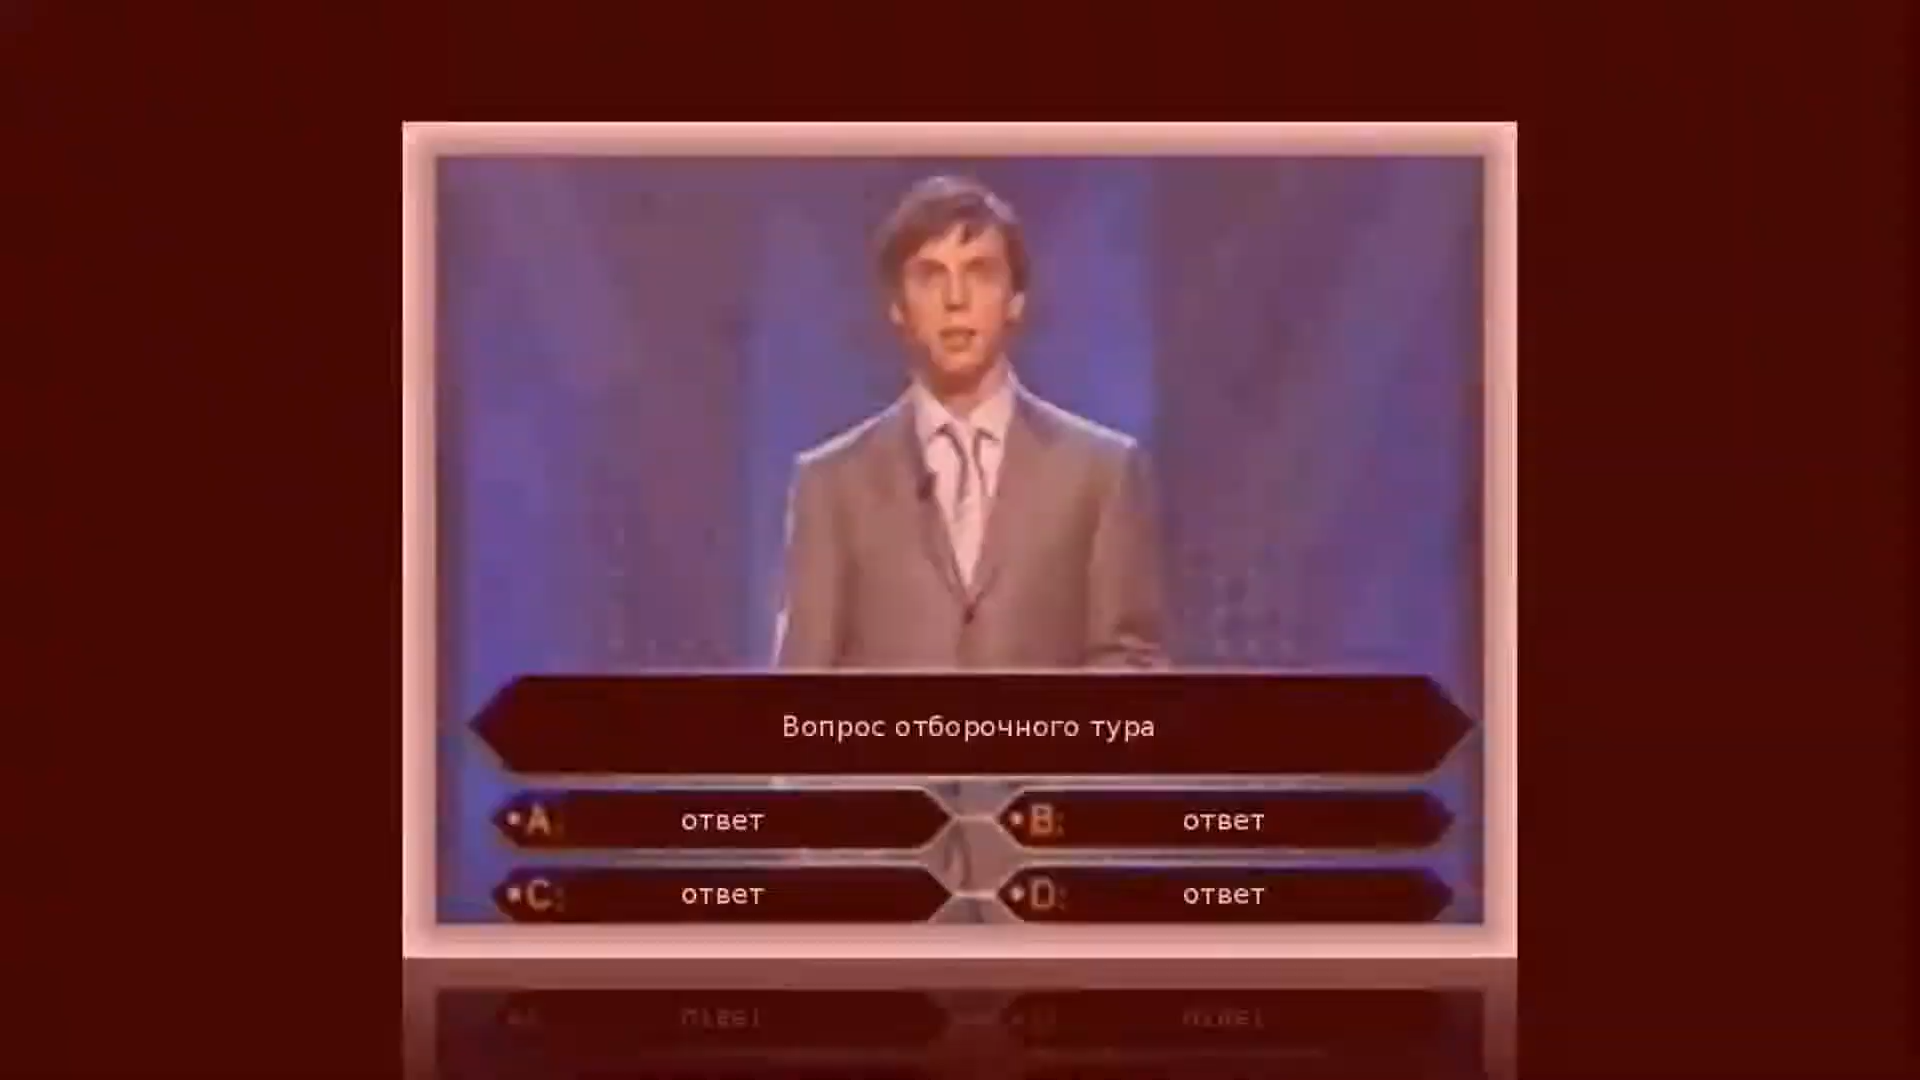 Вопрос отборочного тура
A: ответ
B: ответ
C: ответ
D: ответ